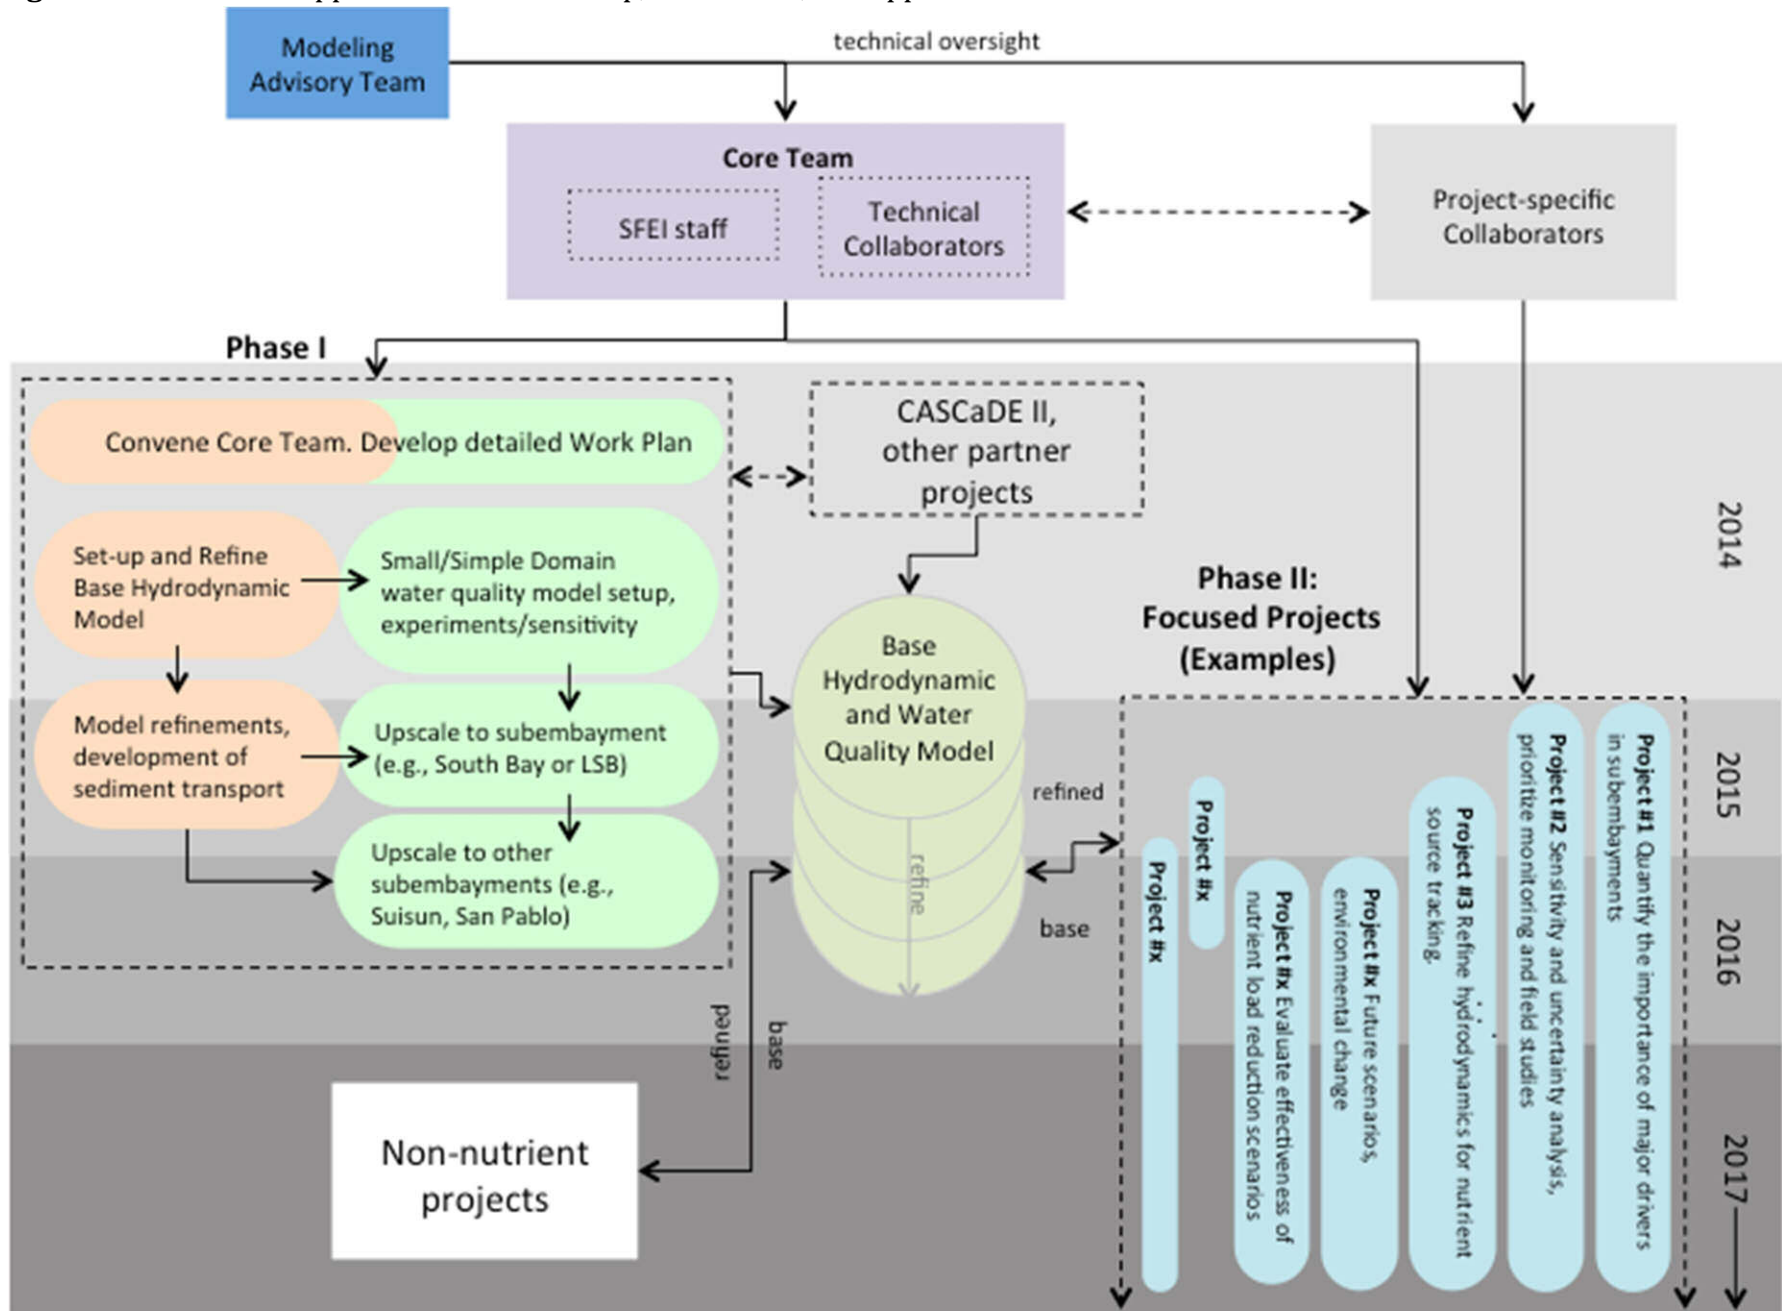 Modeling
Advisory Team
technical oversight
Core Team
SFEI staff
Technical
Collaborators
Project-specific
Collaborators
Phase I
Convene Core Team. Develop detailed Work Plan
CASCaDE II,
other partner
projects
Set-up and Refine
Base Hydrodynamic
Model
Small/Simple Domain
water quality model setup,
experiments/sensitivity
Model refinements,
development of
sediment transport
Upscale to subembayment
(e.g., South Bay or LSB)
Upscale to other
subembayments (e.g.,
Suisun, San Pablo)
Base
Hydrodynamic
and Water
Quality Model
refine
refined
base
refined
base
Non-nutrient
projects
Phase II:
Focused Projects
(Examples)
Project #x
Project #x
Project #x Evaluate effectiveness of
nutrient load reduction scenarios
Project #x Future scenarios,
environmental change
Project #3 Refine hydrodynamics for nutrient
source tracking.
Project #2 Sensitivity and uncertainty analysis,
prioritize monitoring and field studies
Project #1 Quantify the importance of major drivers
in subembayments
2014
2015
2016
2017